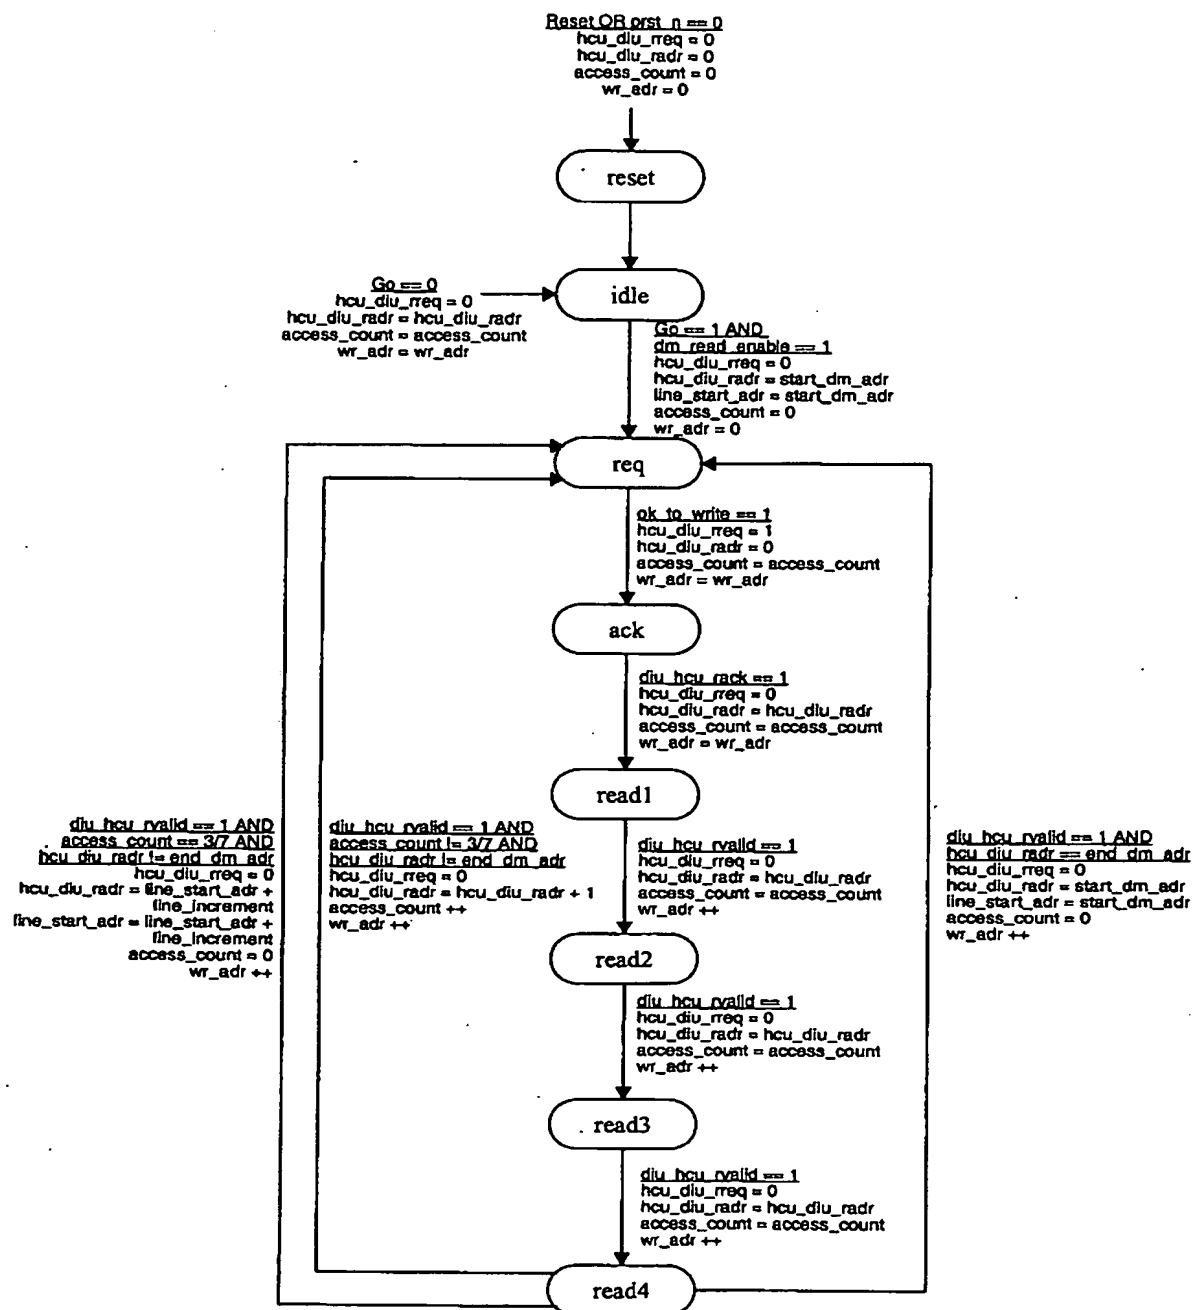 Reset OR prst_n == 0
hcu_diu_rreq = 0
hcu_diu_radr = 0
access_count = 0
wr_adr = 0
reset
idle
Go == 0
hcu_diu_rreq = 0
hcu_diu_radr = hcu_diu_radr
access_count = access_count
wr_adr = wr_adr
Go == 1 AND
dm_read_enable == 1
hcu_diu_rreq = 0
hcu_diu_radr = start_dm_adr
line_start_adr = start_dm_adr
access_count = 0
wr_adr = 0
req
ok_to_write == 1
hcu_diu_rreq = 1
hcu_diu_radr = 0
access_count = access_count
wr_adr = wr_adr
ack
diu_hcu_rack == 1
hcu_diu_rreq = 0
hcu_diu_radr = hcu_diu_radr
access_count = access_count
wr_adr = wr_adr
read1
diu_hcu_rvalid == 1 AND
access_count == 3/7 AND
hcu_diu_radr != end_dm_adr
hcu_diu_rreq = 0
hcu_diu_radr = line_start_adr +
line_increment
line_start_adr = line_start_adr +
line_increment
access_count = 0
wr_adr ++
diu_hcu_rvalid == 1 AND
access_count != 3/7 AND
hcu_diu_radr != end_dm_adr
hcu_diu_rreq = 0
hcu_diu_radr = hcu_diu_radr + 1
access_count ++
wr_adr ++
diu_hcu_rvalid == 1
hcu_diu_rreq = 0
hcu_diu_radr = hcu_diu_radr
access_count = access_count
wr_adr ++
diu_hcu_rvalid == 1 AND
hcu_diu_radr == end_dm_adr
hcu_diu_rreq = 0
hcu_diu_radr = start_dm_adr
line_start_adr = start_dm_adr
access_count = 0
wr_adr ++
read2
diu_hcu_rvalid == 1
hcu_diu_rreq = 0
hcu_diu_radr = hcu_diu_radr
access_count = access_count
wr_adr ++
read3
diu_hcu_rvalid == 1
hcu_diu_rreq = 0
hcu_diu_radr = hcu_diu_radr
access_count = access_count
wr_adr ++
read4